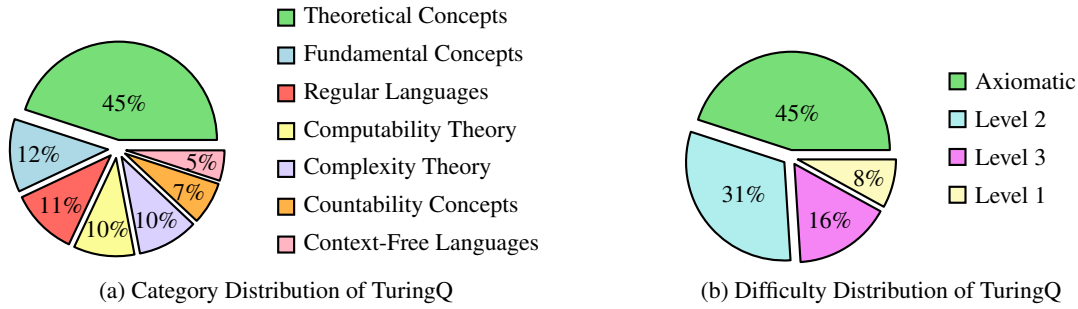 45%
12%
11%
10%
10%
7%
5%
Theoretical Concepts
Fundamental Concepts
Regular Languages
Computability Theory
Complexity Theory
Countability Concepts
Context-Free Languages
(a) Category Distribution of TuringQ
45%
31%
16%
8%
Axiomatic
Level 2
Level 3
Level 1
(b) Difficulty Distribution of TuringQ